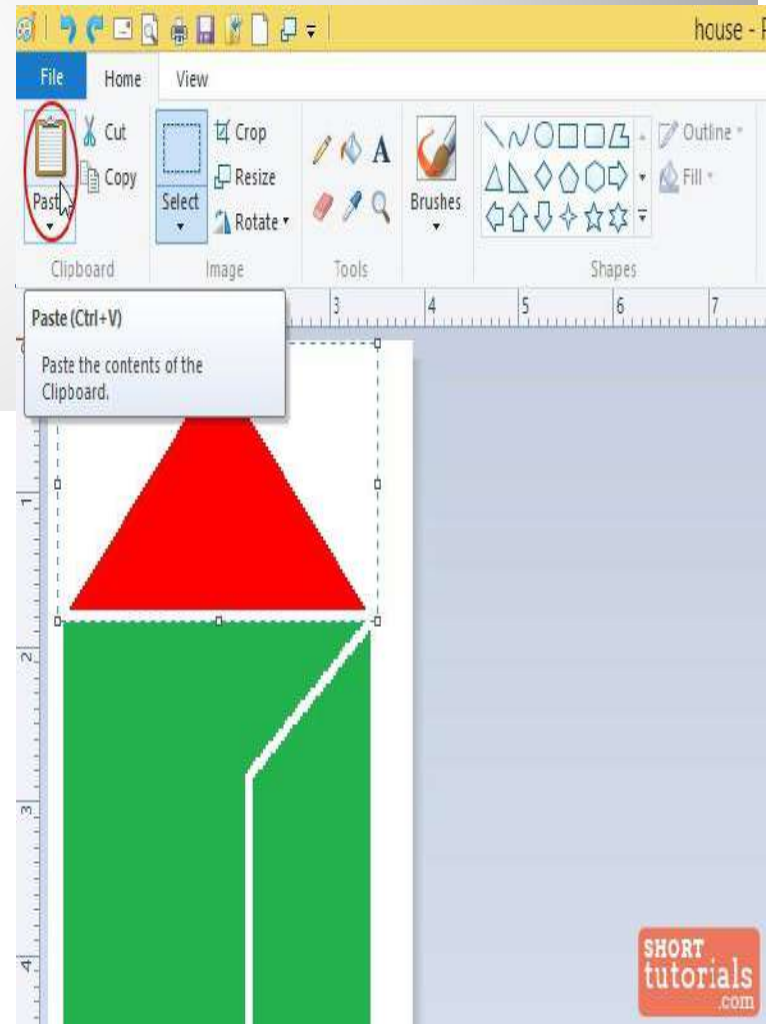 house - P
File Home View
Cut
Copy
Paste
Select
Crop
Resize
Rotate
A
Brushes
Outline
Fill
Clipboard
Image
Tools
Shapes
3 4 5 6 7
Paste (Ctrl+V)
Paste the contents of the
Clipboard.
1
2
3
4
SHORT
tutorials
.com